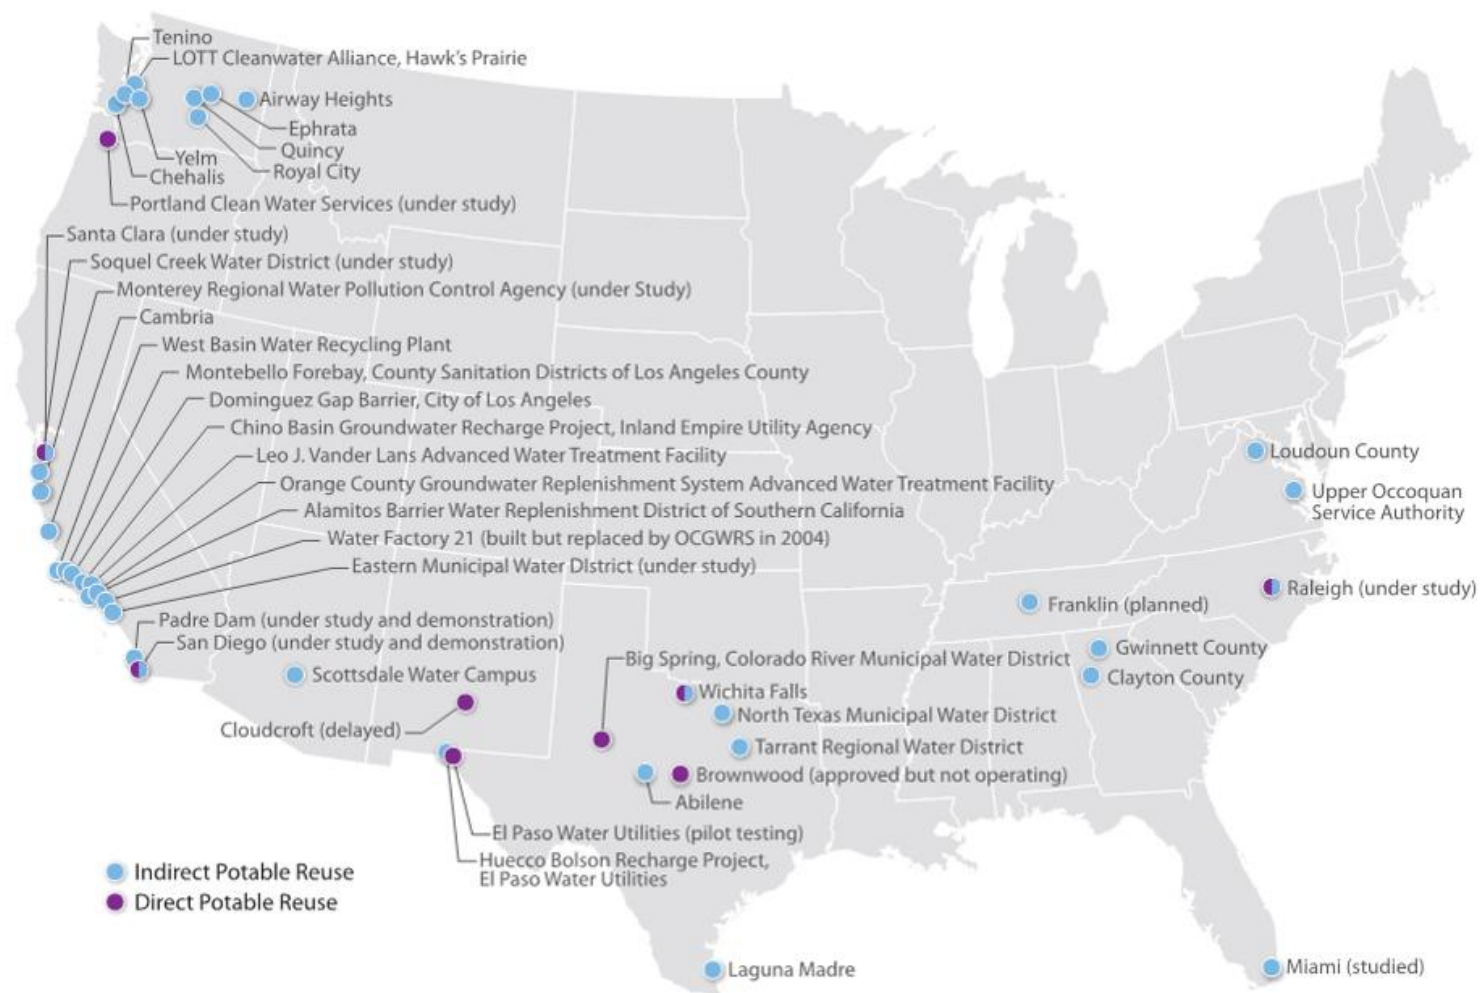 Tenino
LOTT Cleanwater Alliance, Hawk's Prairie
Airway Heights
Ephrata
Quincy
Royal City
Yelm
Chehalis
Portland Clean Water Services (under study)
Santa Clara (under study)
Soquel Creek Water District (under study)
Monterey Regional Water Pollution Control Agency (under Study)
Cambria
West Basin Water Recycling Plant
Montebello Forebay, County Sanitation Districts of Los Angeles County
Dominguez Gap Barrier, City of Los Angeles
Chino Basin Groundwater Recharge Project, Inland Empire Utility Agency
Leo J. Vander Lans Advanced Water Treatment Facility
Orange County Groundwater Replenishment System Advanced Water Treatment Facility
Alamitos Barrier Water Replenishment District of Southern California
Water Factory 21 (built but replaced by OCGWRS in 2004)
Eastern Municipal Water DIstrict (under study)
Padre Dam (under study and demonstration)
San Diego (under study and demonstration)
Scottsdale Water Campus
Cloudcroft (delayed)
Big Spring, Colorado River Municipal Water District
Wichita Falls
North Texas Municipal Water District
Tarrant Regional Water District
Brownwood (approved but not operating)
Abilene
El Paso Water Utilities (pilot testing)
Huecco Bolson Recharge Project,
El Paso Water Utilities
Laguna Madre
Loudoun County
Upper Occoquan
Service Authority
Raleigh (under study)
Franklin (planned)
Gwinnett County
Clayton County
Miami (studied)
Indirect Potable Reuse
Direct Potable Reuse